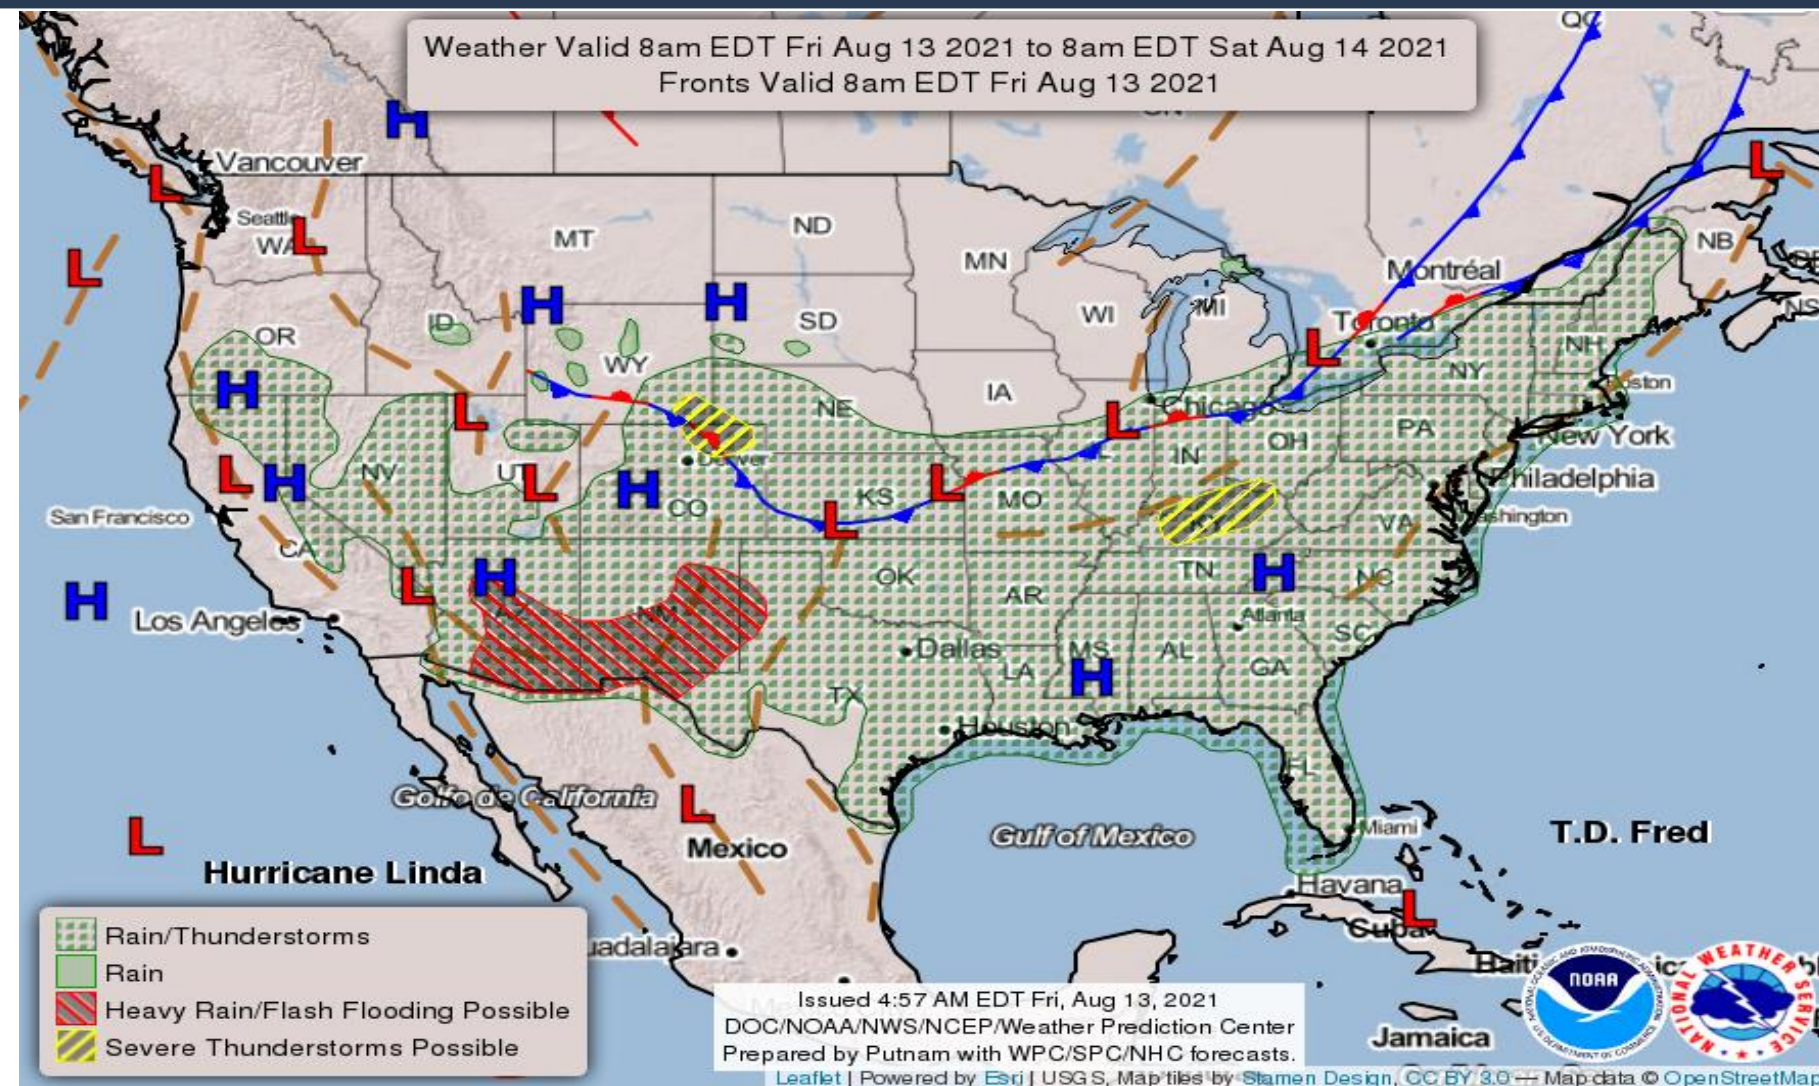 Weather Valid 8am EDT Fri Aug 13 2021 to 8am EDT Sat Aug 14 2021
Fronts Valid 8am EDT Fri Aug 13 2021
QC
H
Vancouver
L
Seattle
WA
L
MT
ND
MN
Montréal
NB
L
L
H
H
OR
ID
WY
SD
WI
MI
Toronto
L
NS
NH
H
L
NE
IA
L
Chicago
NY
Boston
PA
New York
L
H
NV
UT
L
H
CO
Denver
KS
L
MO
IN
OH
Philadelphia
San Francisco
CA
L
KY
VA
Washington
H
Los Angeles
L
H
AZ
NM
OK
AR
TN
H
NC
Atlanta
SC
Dallas
LA
MS
H
AL
GA
TX
Houston
FL
Golfo de California
L
Mexico
Gulf of Mexico
Miami
T.D. Fred
L
Hurricane Linda
Havana
L
Cuba
Haiti
Rain/Thunderstorms
Rain
Heavy Rain/Flash Flooding Possible
Severe Thunderstorms Possible
uadalajara
Issued 4:57 AM EDT Fri, Aug 13, 2021
DOC/NOAA/NWS/NCEP/Weather Prediction Center
Prepared by Putnam with WPC/SPC/NHC forecasts.
Jamaica
NOAA
NATIONAL WEATHER SERVICE
Leaflet | Powered by Esri | USGS, Map tiles by Stamen Design, CC BY 3.0 — Map data © OpenStreetMap